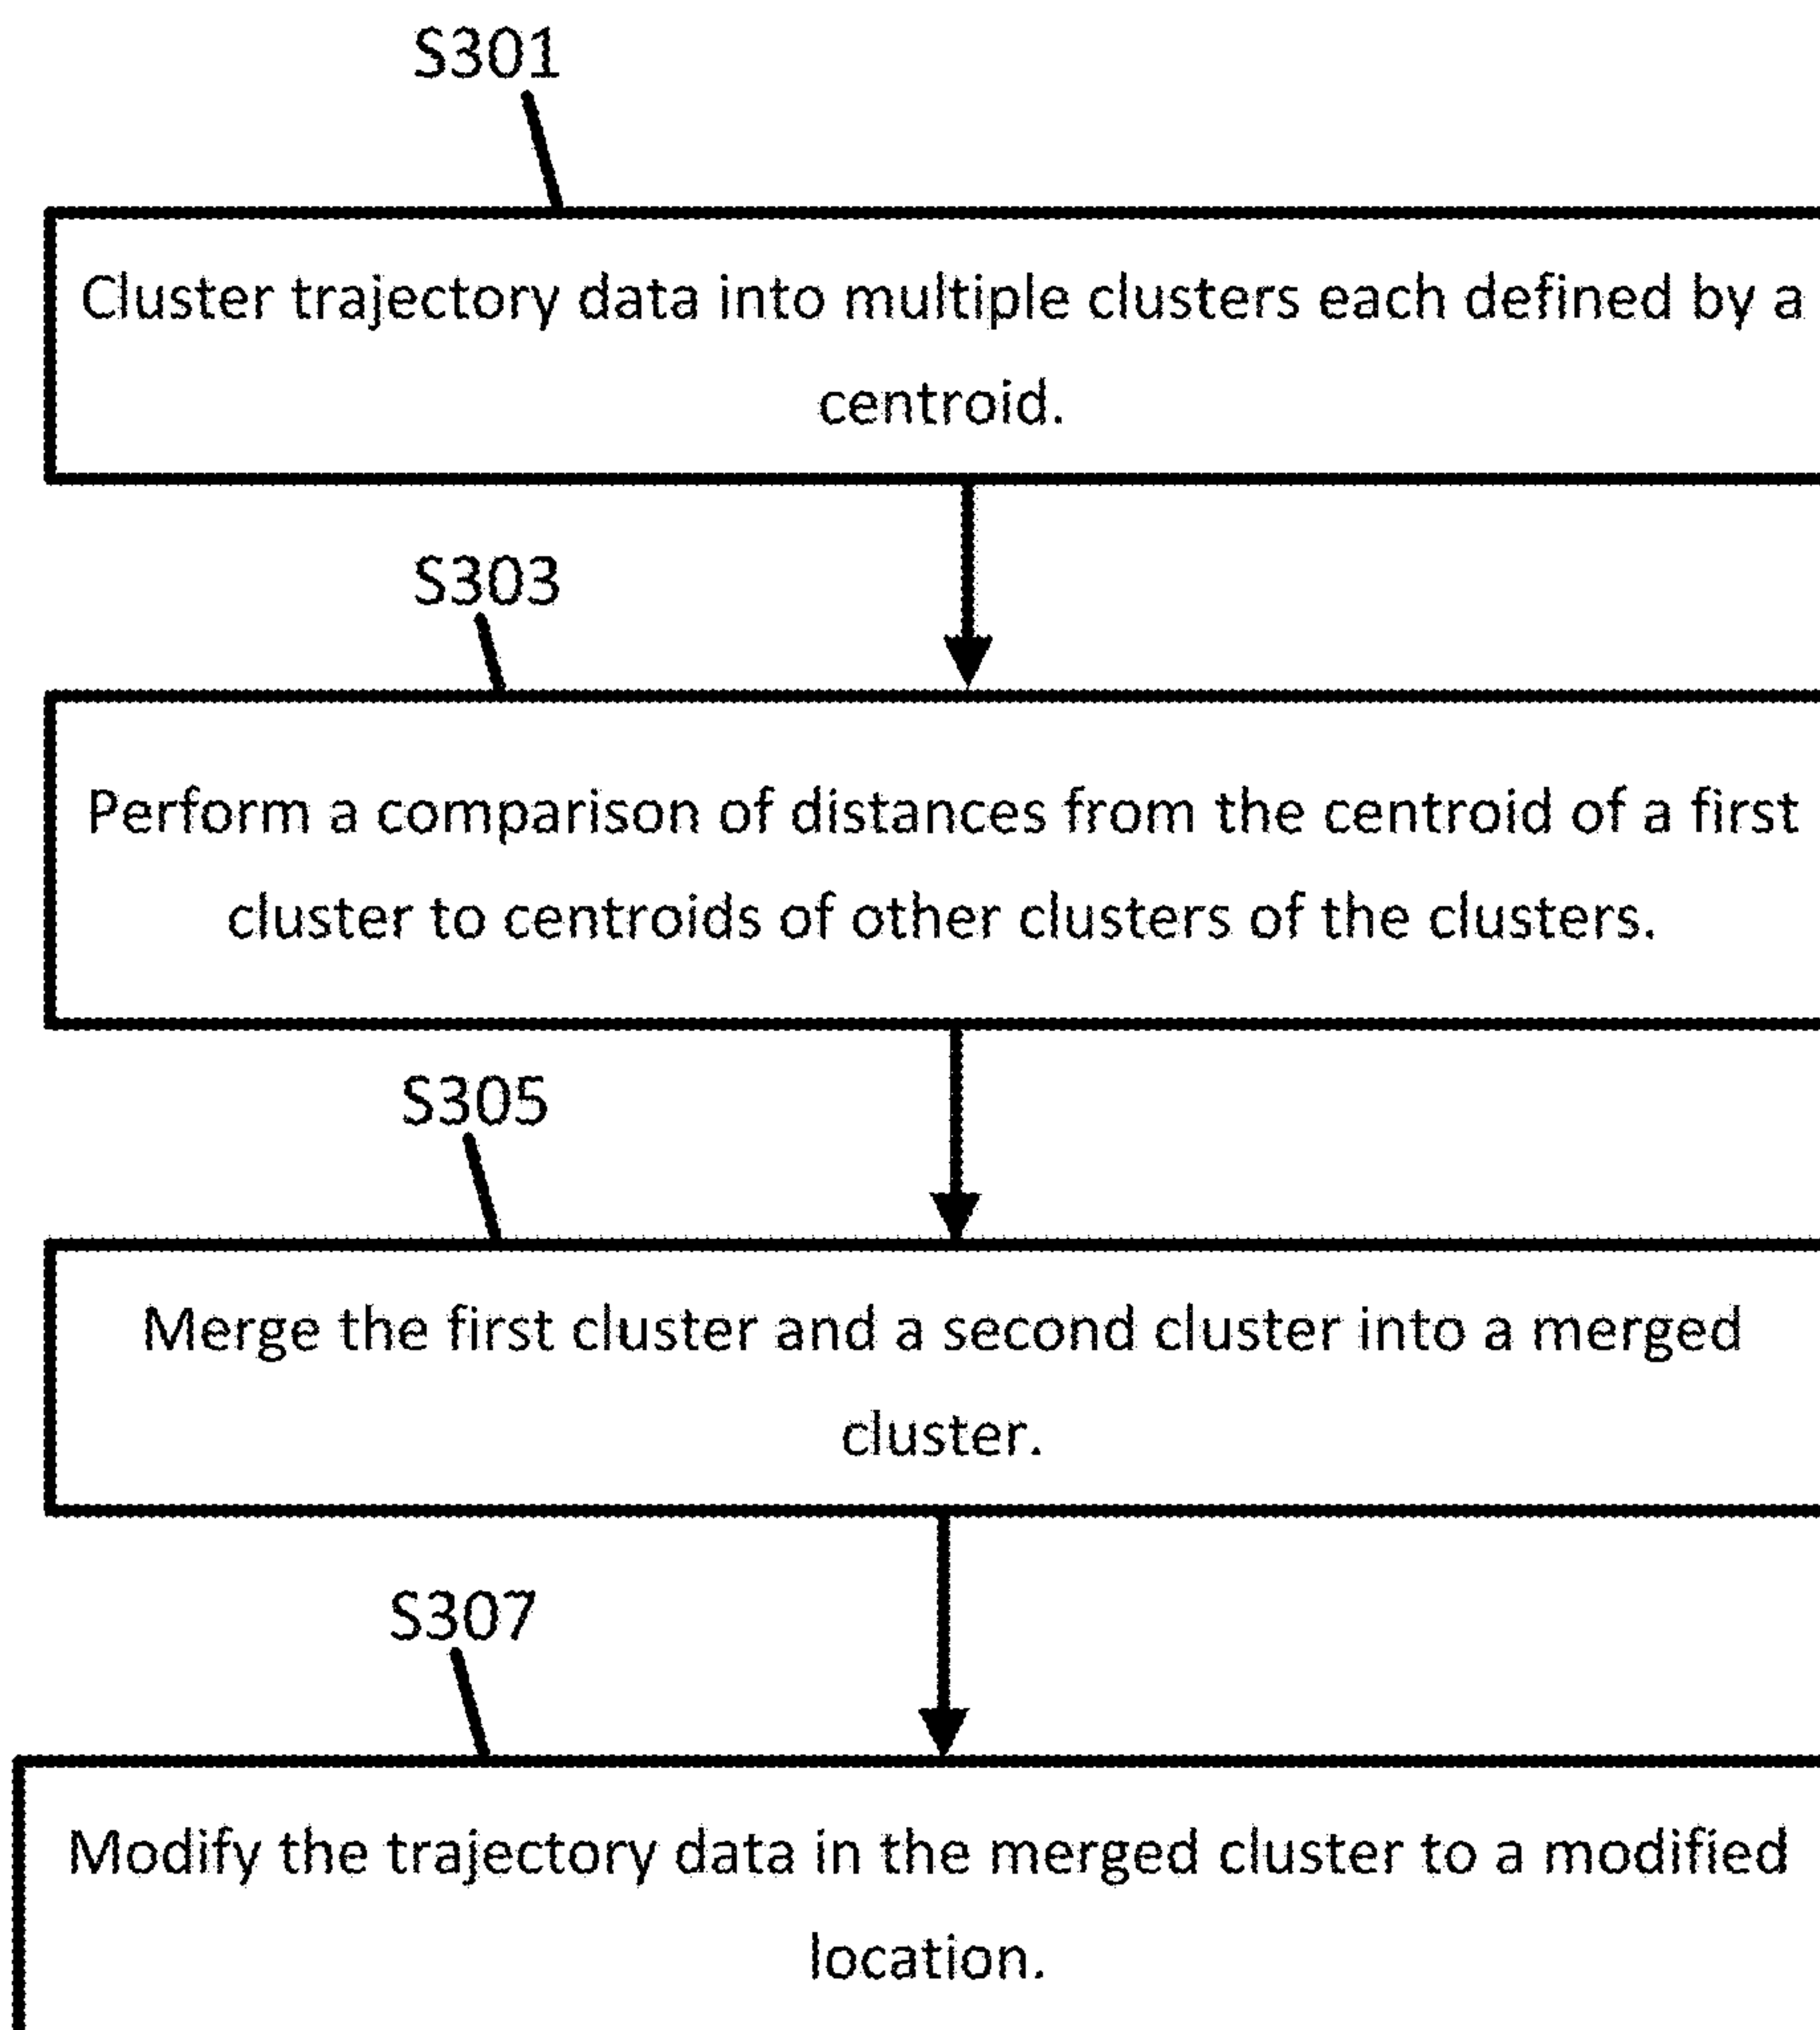 S301
Cluster trajectory data into multiple clusters each defined by a
centroid.
S303
Perform a comparison of distances from the centroid of a first
cluster to centroids of other clusters of the clusters.
S305
Merge the first cluster and a second cluster into a merged
cluster.
S307
Modify the trajectory data in the merged cluster to a modified
location.